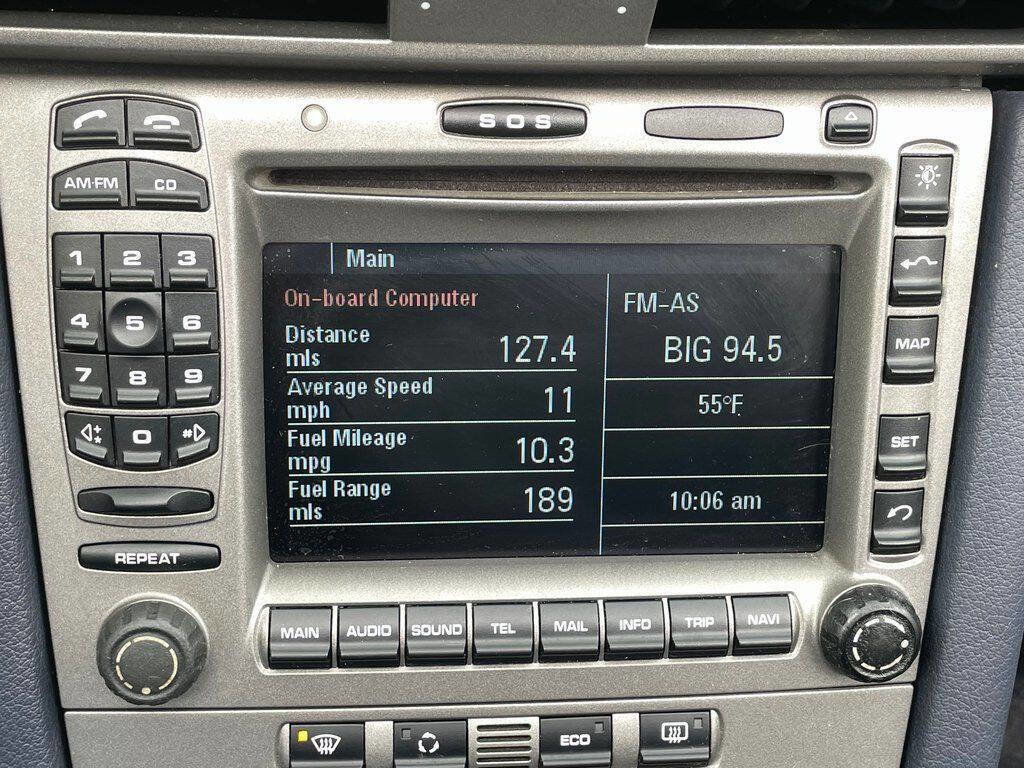 SOS
AM·FM CD
1 2 3
4 5 6
7 8 9
*+ 0 #
REPEAT
Main
On-board Computer
Distance
mls 127.4
Average Speed
mph 11
Fuel Mileage
mpg 10.3
Fuel Range
mls 189
FM-AS
BIG 94.5
55°F
10:06 am
MAP
SET
MAIN AUDIO SOUND TEL MAIL INFO TRIP NAVI
ECO